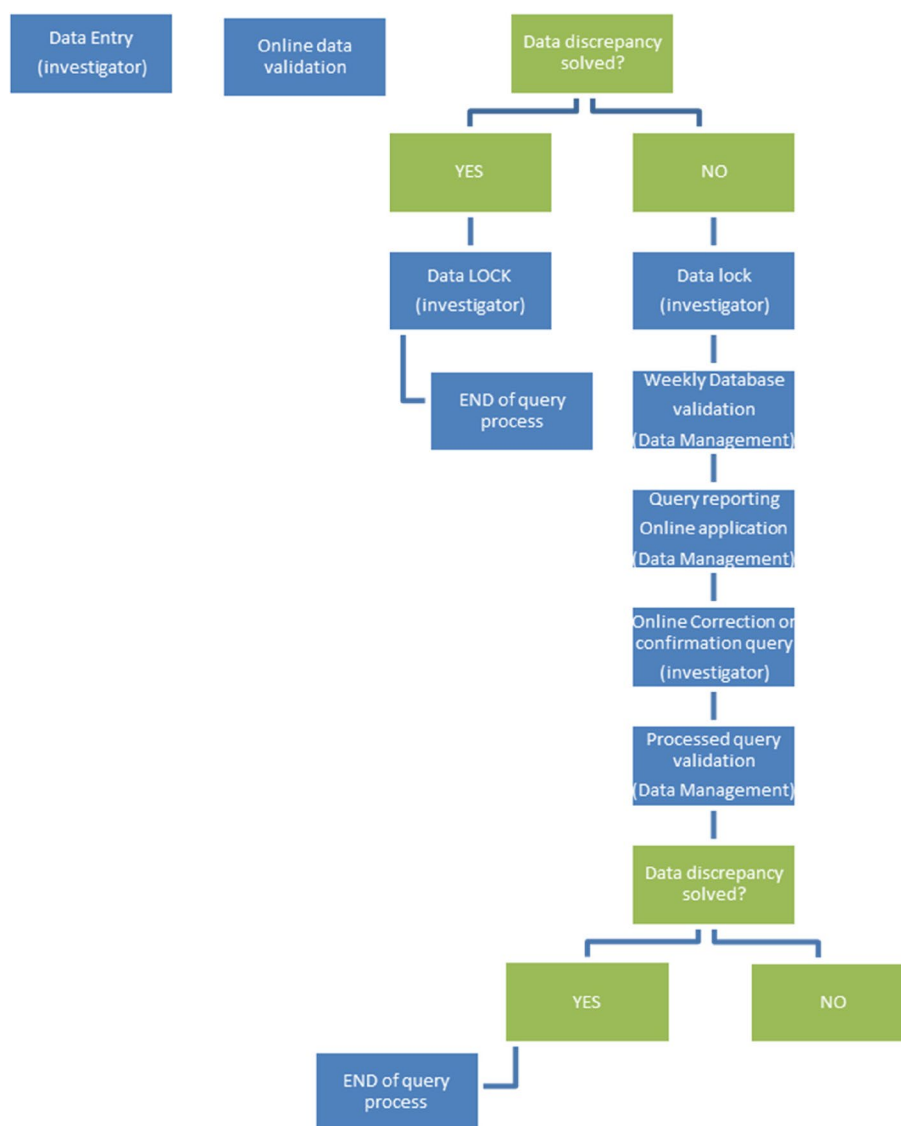 Data Entry
(investigator)
Online data
validation
Data discrepancy
solved?
YES
NO
Data LOCK
(investigator)
Data lock
(investigator)
END of query
process
Weekly Database
validation
(Data Management)
Query reporting
Online application
(Data Management)
Online Correction or
confirmation query
(investigator)
Processed query
validation
(Data Management)
Data discrepancy
solved?
YES
NO
END of query
process